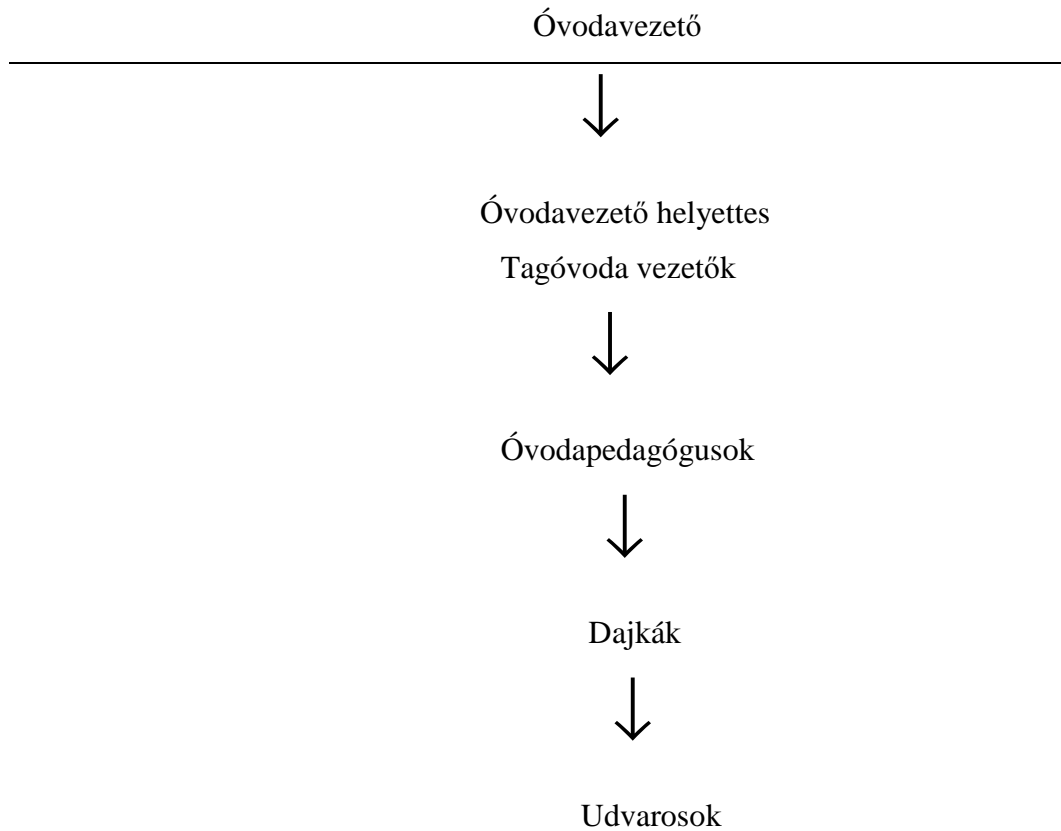 Óvodavezető
Óvodavezető helyettes
Tagóvoda vezetők
Óvodapedagógusok
Dajkák
Udvarosok